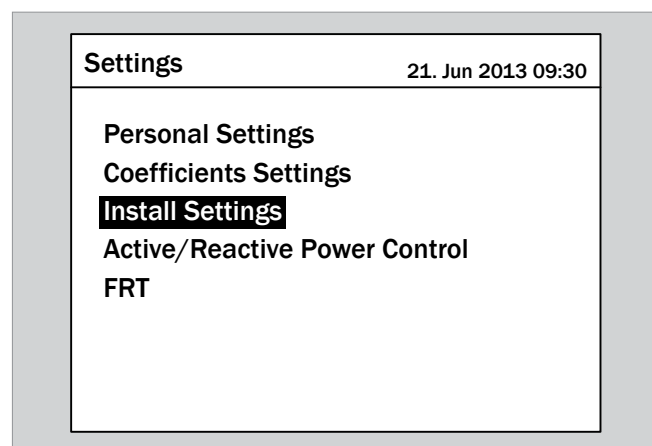 Settings
21. Jun 2013 09:30
Personal Settings
Coefficients Settings
Install Settings
Active/Reactive Power Control
FRT